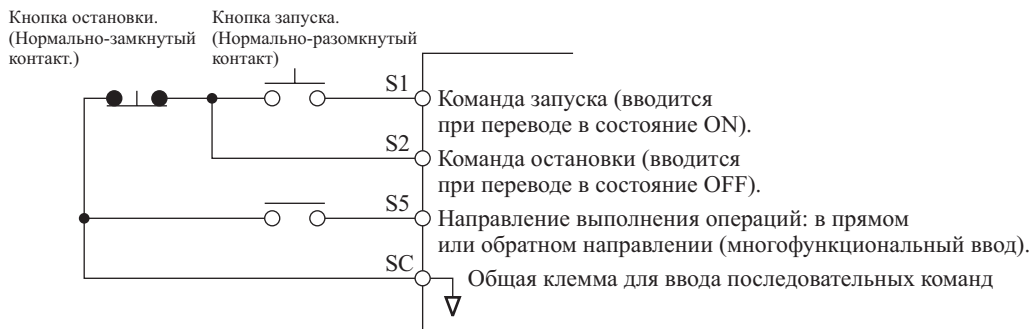 Кнопка остановки.
(Нормально-замкнутый
контакт.)
Кнопка запуска.
(Нормально-разомкнутый
контакт)
S1
Команда запуска (вводится
при переводе в состояние ON).
S2
Команда остановки (вводится
при переводе в состояние OFF).
S5
Направление выполнения операций: в прямом
или обратном направлении (многофункциональный ввод).
SC
Общая клемма для ввода последовательных команд